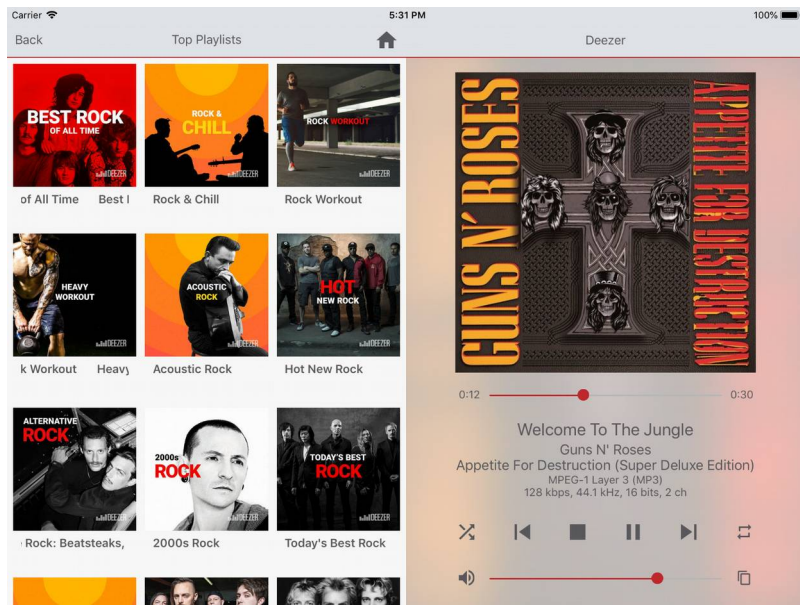 Carrier
5:31 PM
100%
Back
Top Playlists
Deezer
BEST ROCK
OF ALL TIME
DEEZER
ROCK &
CHILL
DEEZER
ROCK WORKOUT
DEEZER
of All Time Best I
Rock & Chill
Rock Workout
HEAVY
WORKOUT
DEEZER
ACOUSTIC
ROCK
DEEZER
HOT
NEW ROCK
DEEZER
k Workout Heavy
Acoustic Rock
Hot New Rock
ALTERNATIVE
ROCK
DEEZER
2000s
ROCK
DEEZER
TODAY'S BEST
ROCK
DEEZER
Rock: Beatsteaks,
2000s Rock
Today's Best Rock
GUNS N' ROSES
APPETITE FOR DESTRUCTION
0:12
0:30
Welcome To The Jungle
Guns N' Roses
Appetite For Destruction (Super Deluxe Edition)
MPEG-1 Layer 3 (MP3)
128 kbps, 44.1 kHz, 16 bits, 2 ch